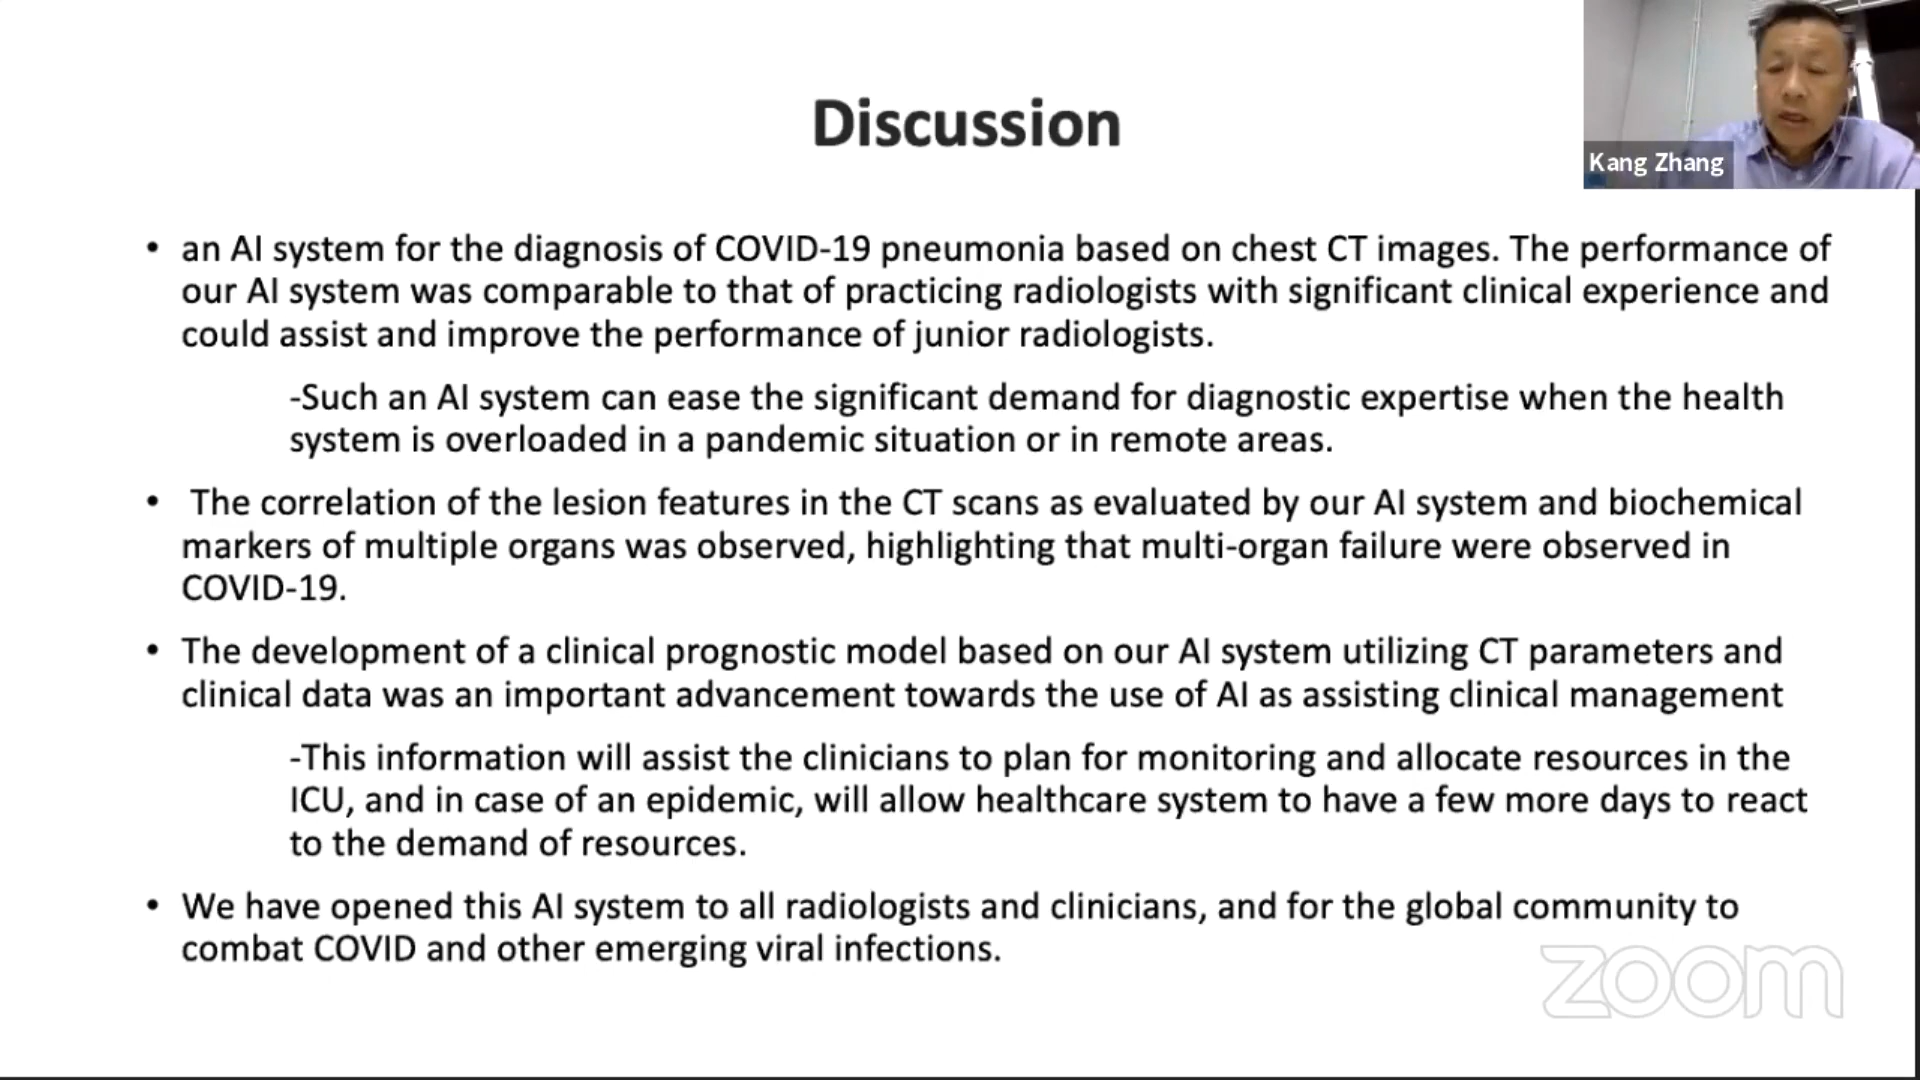 Discussion
Kang Zhang
• an AI system for the diagnosis of COVID-19 pneumonia based on chest CT images. The performance of
our AI system was comparable to that of practicing radiologists with significant clinical experience and
could assist and improve the performance of junior radiologists.
-Such an AI system can ease the significant demand for diagnostic expertise when the health
system is overloaded in a pandemic situation or in remote areas.
• The correlation of the lesion features in the CT scans as evaluated by our AI system and biochemical
markers of multiple organs was observed, highlighting that multi-organ failure were observed in
COVID-19.
• The development of a clinical prognostic model based on our AI system utilizing CT parameters and
clinical data was an important advancement towards the use of AI as assisting clinical management
-This information will assist the clinicians to plan for monitoring and allocate resources in the
ICU, and in case of an epidemic, will allow healthcare system to have a few more days to react
to the demand of resources.
• We have opened this AI system to all radiologists and clinicians, and for the global community to
combat COVID and other emerging viral infections.
zoom